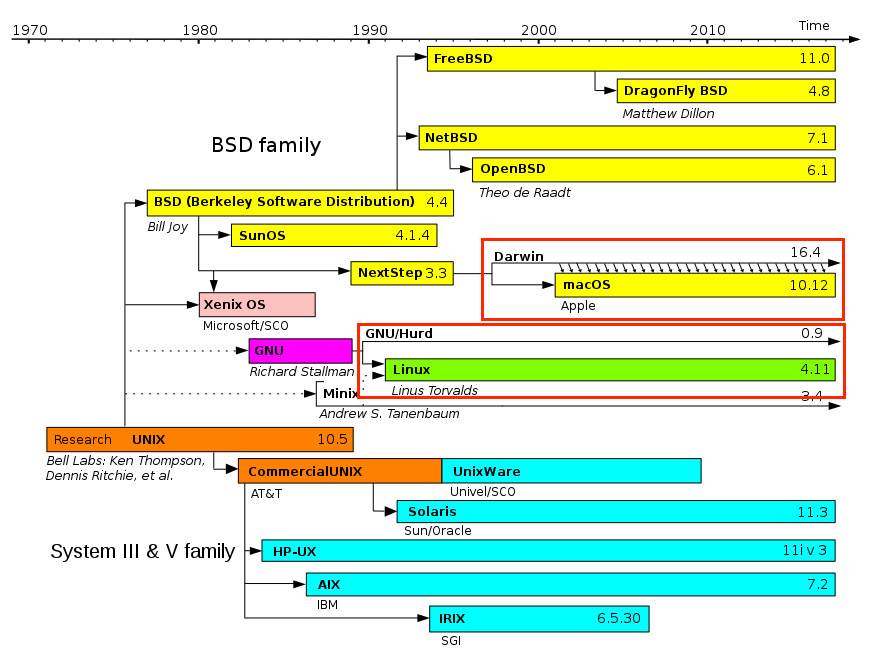 1970 1980 1990 2000 2010 Time
FreeBSD 11.0
DragonFly BSD 4.8
Matthew Dillon
BSD family
NetBSD 7.1
OpenBSD 6.1
Theo de Raadt
BSD (Berkeley Software Distribution) 4.4
Bill Joy
SunOS 4.1.4
Darwin 16.4
NextStep 3.3
macOS 10.12
Apple
Xenix OS
Microsoft/SCO
GNU/Hurd 0.9
GNU
Richard Stallman
Linux 4.11
Linus Torvalds
Minix 3.4
Andrew S. Tanenbaum
Research UNIX 10.5
Bell Labs: Ken Thompson,
Dennis Ritchie, et al.
CommercialUNIX
AT&T
UnixWare
Univel/SCO
Solaris 11.3
Sun/Oracle
System III & V family
HP-UX 11i v 3
AIX 7.2
IBM
IRIX 6.5.30
SGI